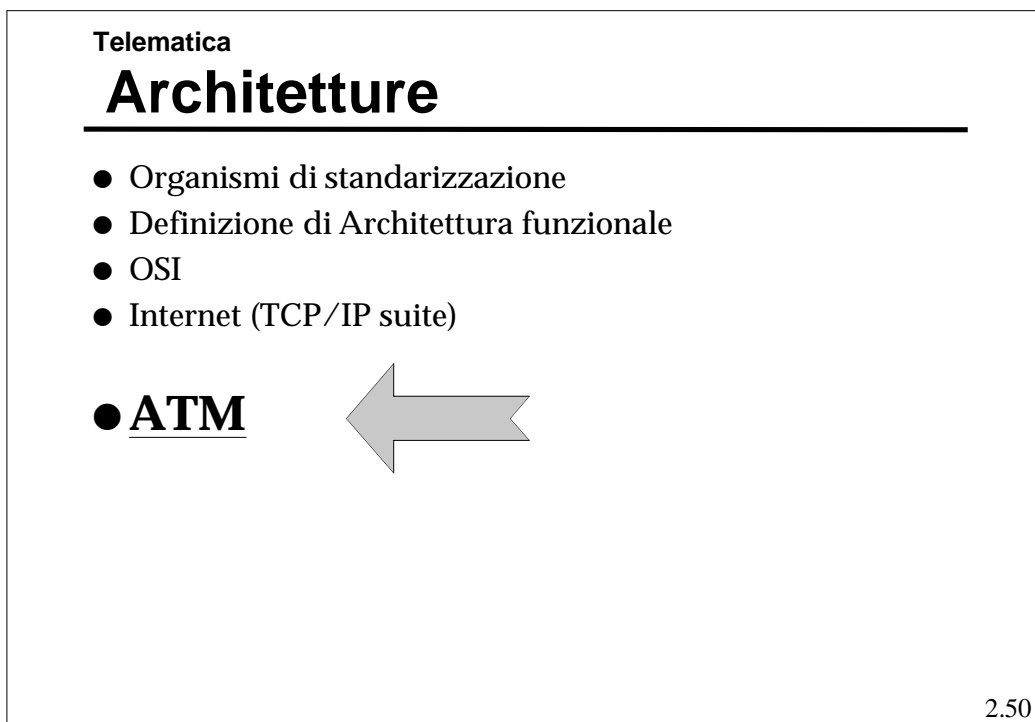 Telematica
Architetture
● Organismi di standarizzazione
● Definizione di Architettura funzionale
● OSI
● Internet (TCP/IP suite)
● ATM
2.50